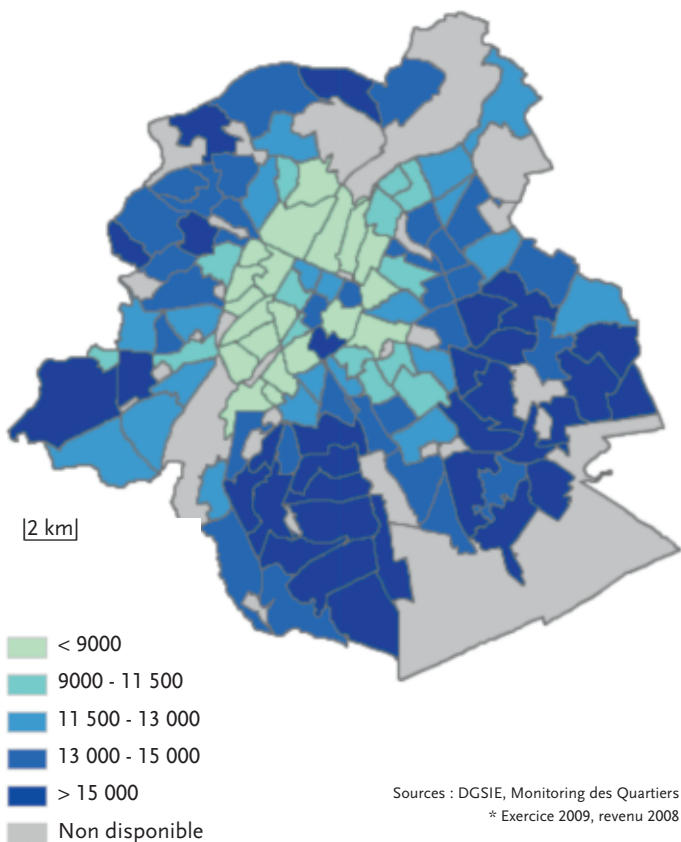 |2 km|
< 9000
9000 - 11 500
11 500 - 13 000
13 000 - 15 000
> 15 000
Non disponible
Sources : DGSIE, Monitoring des Quartiers
* Exercice 2009, revenu 2008